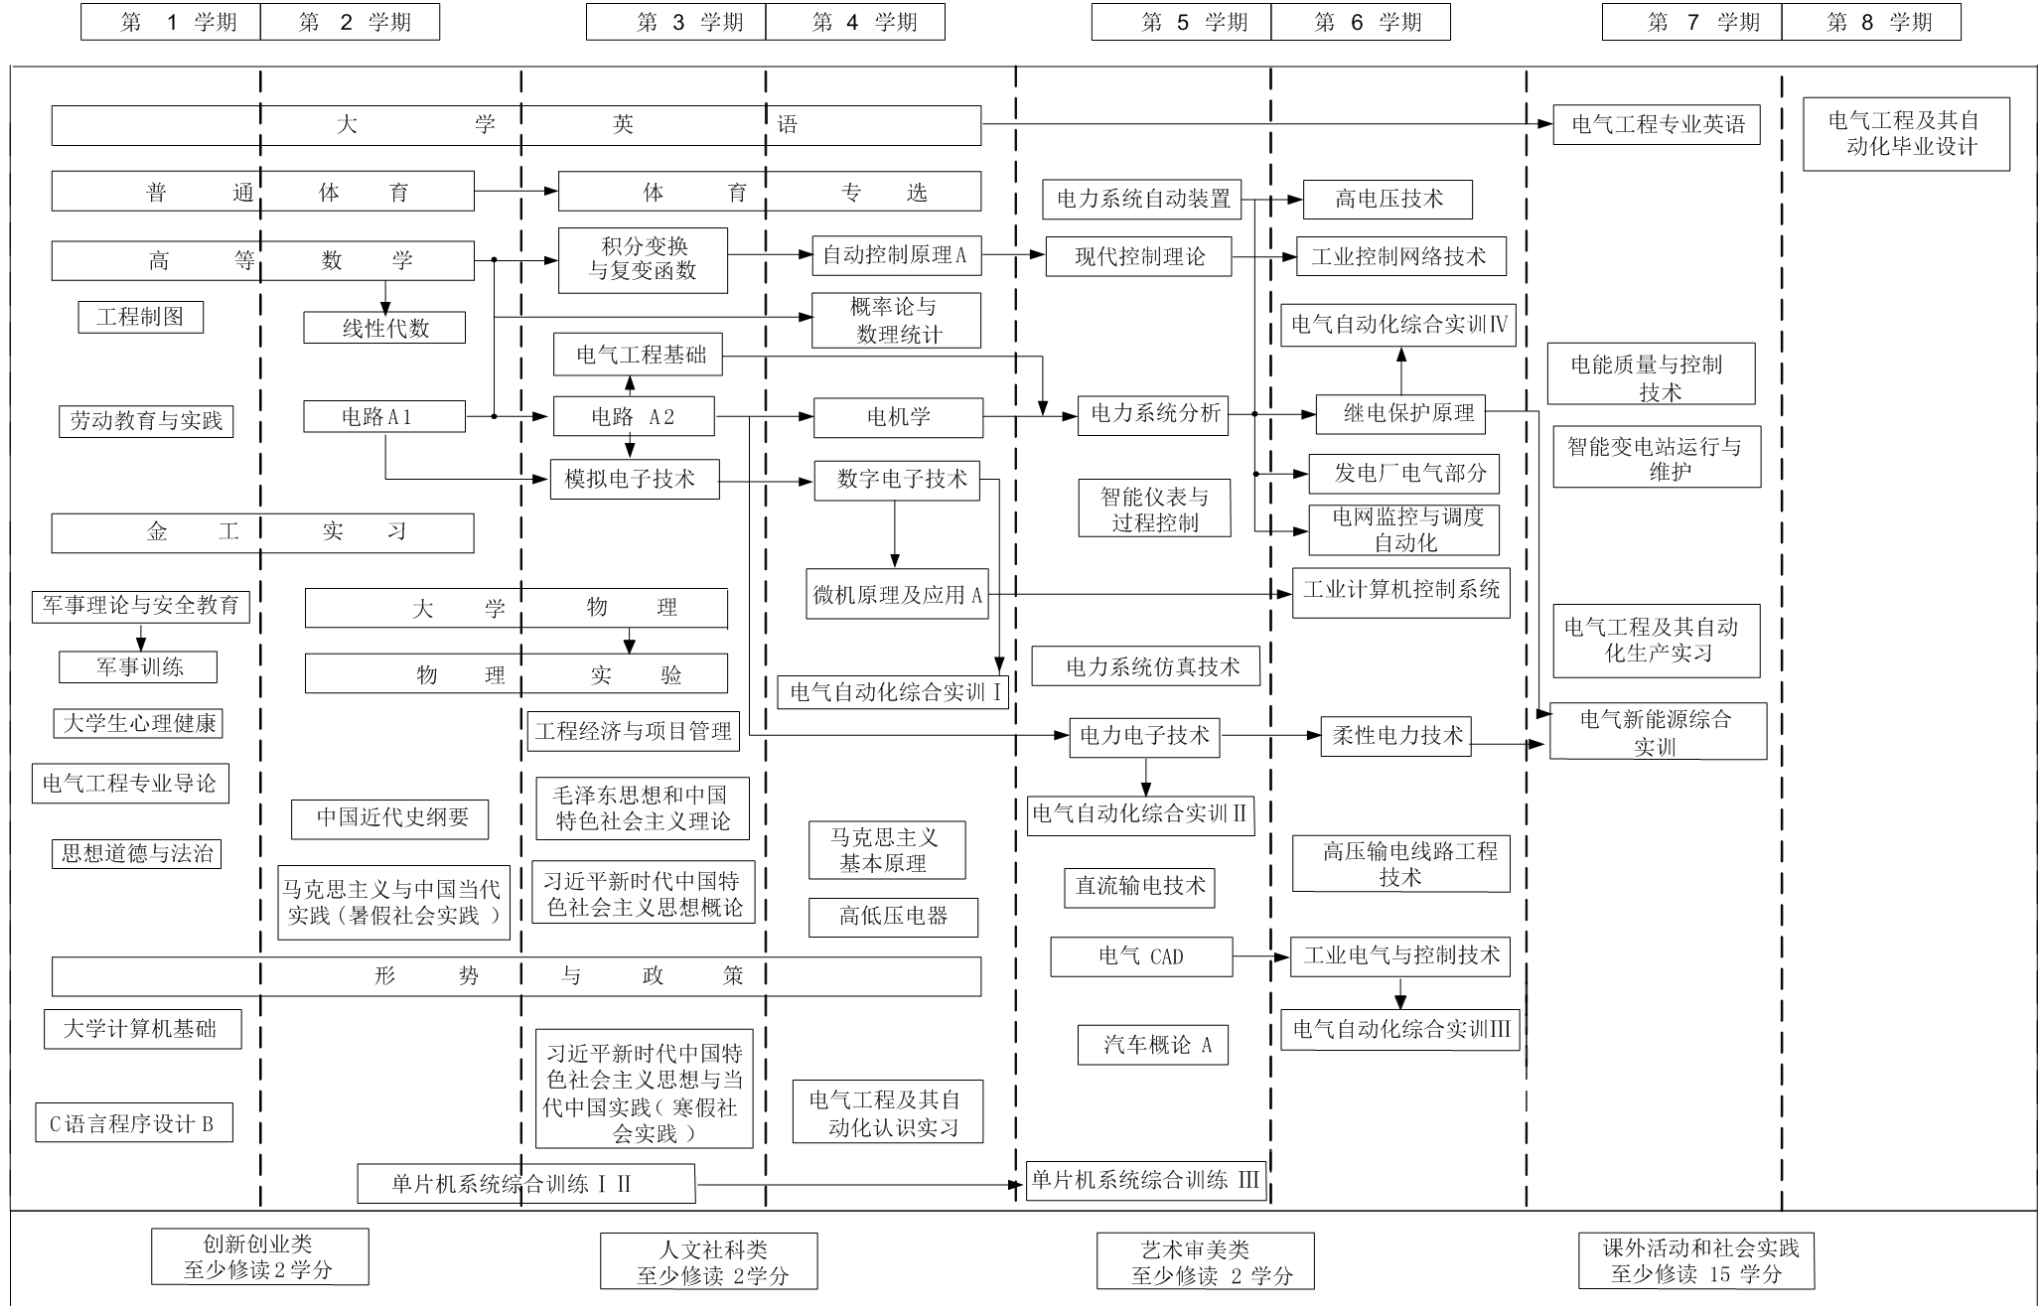 第 1 学期
第 2 学期
第 3 学期
第 4 学期
第 5 学期
第 6 学期
第 7 学期
第 8 学期
大学英语
电气工程专业英语
电气工程及其自
动化毕业设计
普通体育
体育专选
电力系统自动装置
高电压技术
高等数学
积分变换
与复变函数
自动控制原理A
现代控制理论
工业控制网络技术
工程制图
线性代数
概率论与
数理统计
电气自动化综合实训Ⅳ
电气工程基础
电能质量与控制
技术
劳动教育与实践
电路A1
电路 A2
电机学
电力系统分析
继电保护原理
智能变电站运行与
维护
模拟电子技术
数字电子技术
智能仪表与
过程控制
发电厂电气部分
电网监控与调度
自动化
金工实习
军事理论与安全教育
大学物理
微机原理及应用A
工业计算机控制系统
军事训练
物理实验
电力系统仿真技术
电气工程及其自动
化生产实习
电气自动化综合实训Ⅰ
大学生心理健康
工程经济与项目管理
电力电子技术
柔性电力技术
电气新能源综合
实训
电气工程专业导论
中国近代史纲要
毛泽东思想和中国
特色社会主义理论
电气自动化综合实训Ⅱ
思想道德与法治
马克思主义
基本原理
高压输电线路工程
技术
马克思主义与中国当代
实践（暑假社会实践）
习近平新时代中国特
色社会主义思想概论
高低压电器
直流输电技术
电气 CAD
工业电气与控制技术
形势与政策
大学计算机基础
汽车概论 A
电气自动化综合实训Ⅲ
习近平新时代中国特
色社会主义思想与当
代中国实践（寒假社
会实践）
电气工程及其自
动化认识实习
C语言程序设计B
单片机系统综合训练 Ⅰ Ⅱ
单片机系统综合训练 Ⅲ
创新创业类
至少修读2学分
人文社科类
至少修读 2学分
艺术审美类
至少修读 2 学分
课外活动和社会实践
至少修读 15 学分